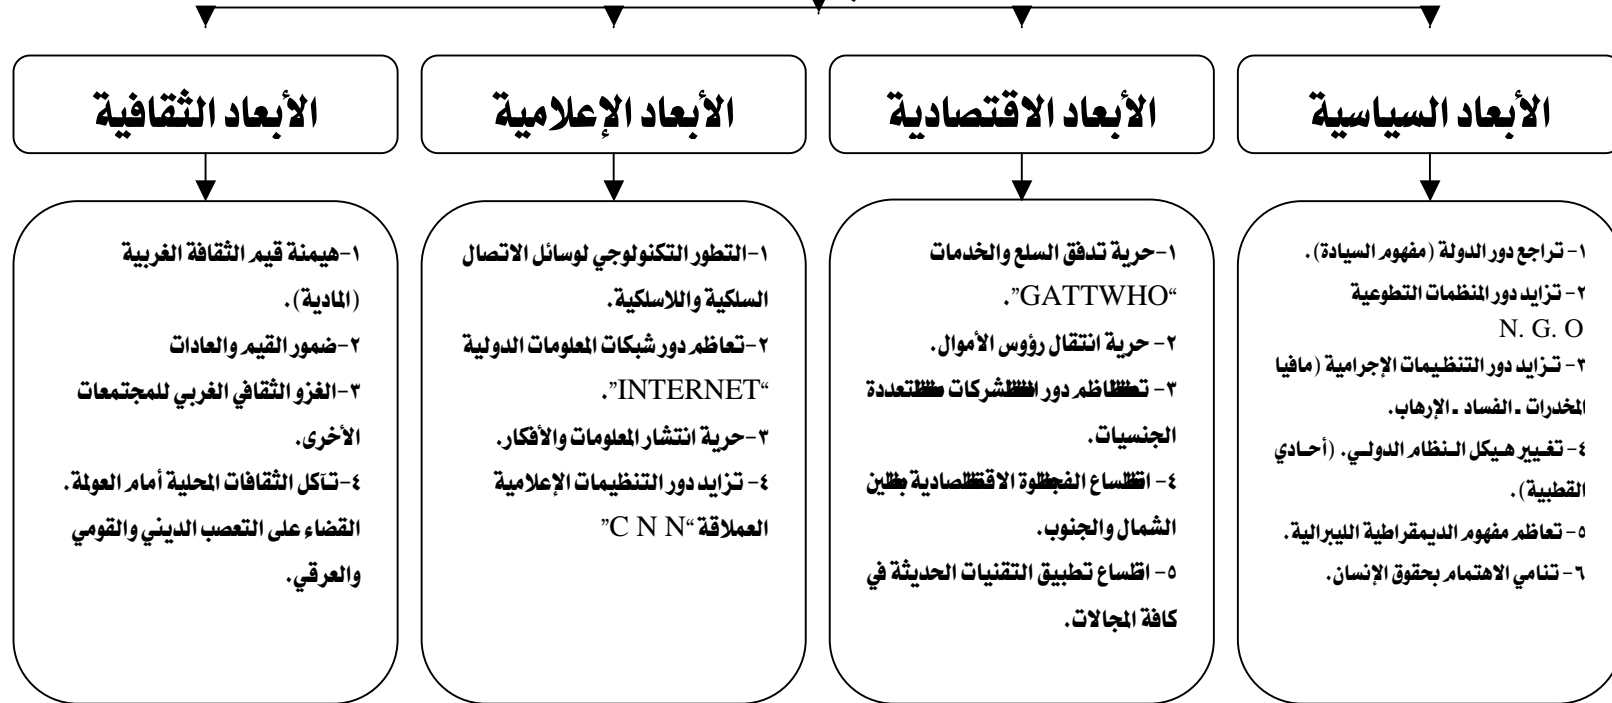 الأبعاد السياسية
١- تراجع دور الدولة (مفهوم السيادة).
٢- تزايد دور المنظمات التطوعية
N. G. O
٣- تزايد دور التنظيمات الإجرامية (مافيا
المخدرات ـ الفساد ـ الإرهاب.
٤- تغيير هيكل النظام الدولي. (أحادي
القطبية).
٥- تعاظم مفهوم الديمقراطية الليبرالية.
٦- تنامي الاهتمام بحقوق الإنسان.
الأبعاد الاقتصادية
١-حرية تدفق السلع والخدمات
“GATTWHO”.
٢- حرية انتقال رؤوس الأموال.
٣- تعاظم دور الشركات متعددة
الجنسيات.
٤- اتساع الفجوة الاقتصادية بين
الشمال والجنوب.
٥- اتساع تطبيق التقنيات الحديثة في
كافة المجالات.
الأبعاد الإعلامية
١-التطور التكنولوجي لوسائل الاتصال
السلكية واللاسلكية.
٢-تعاظم دور شبكات المعلومات الدولية
“INTERNET”.
٣-حرية انتشار المعلومات والأفكار.
٤- تزايد دور التنظيمات الإعلامية
العملاقة “C N N”
الأبعاد الثقافية
١-هيمنة قيم الثقافة الغربية
(المادية).
٢-ضمور القيم والعادات
٣-الغزو الثقافي الغربي للمجتمعات
الأخرى.
٤-تآكل الثقافات المحلية أمام العولمة.
القضاء على التعصب الديني والقومي
والعرقي.